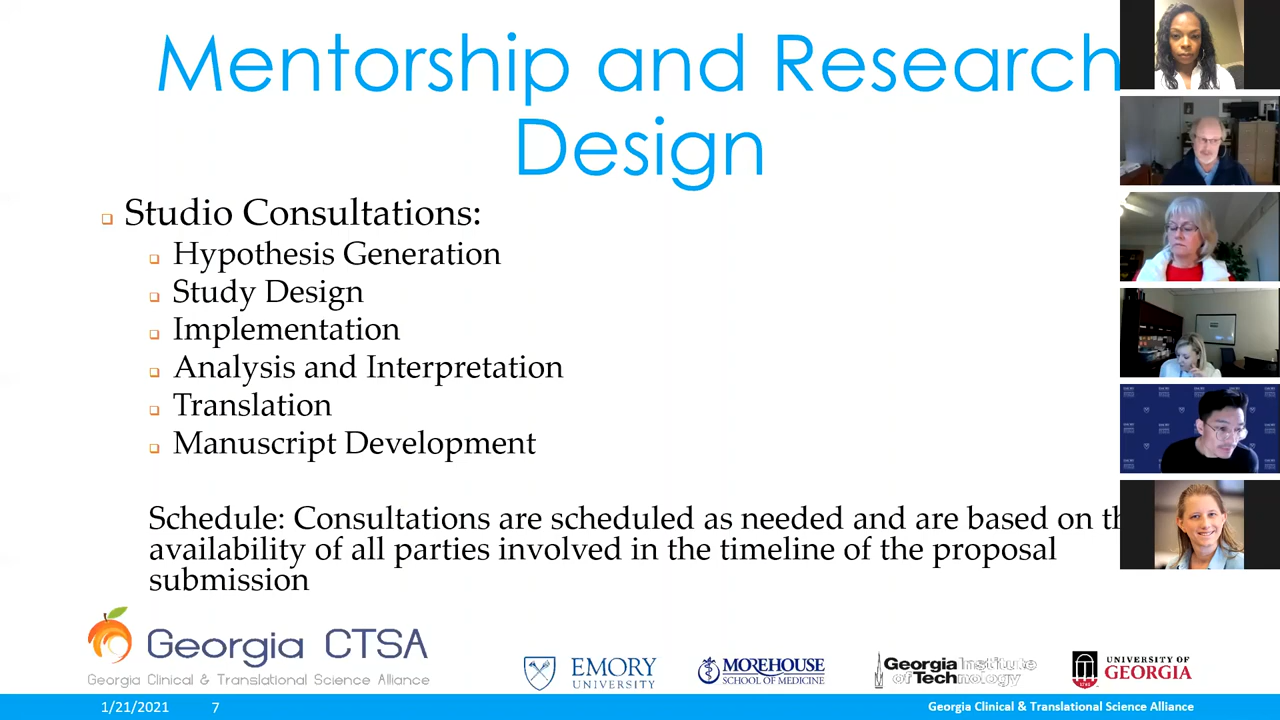 Mentorship and Research
Design
Studio Consultations:
Hypothesis Generation
Study Design
Implementation
Analysis and Interpretation
Translation
Manuscript Development
Schedule: Consultations are scheduled as needed and are based on th
availability of all parties involved in the timeline of the proposal
submission
Georgia CTSA
Georgia Clinical & Translational Science Alliance
EMORY
UNIVERSITY
MOREHOUSE
SCHOOL OF MEDICINE
Georgia Institute
of Technology
UNIVERSITY OF
GEORGIA
1/21/2021
7
Georgia Clinical & Translational Science Alliance